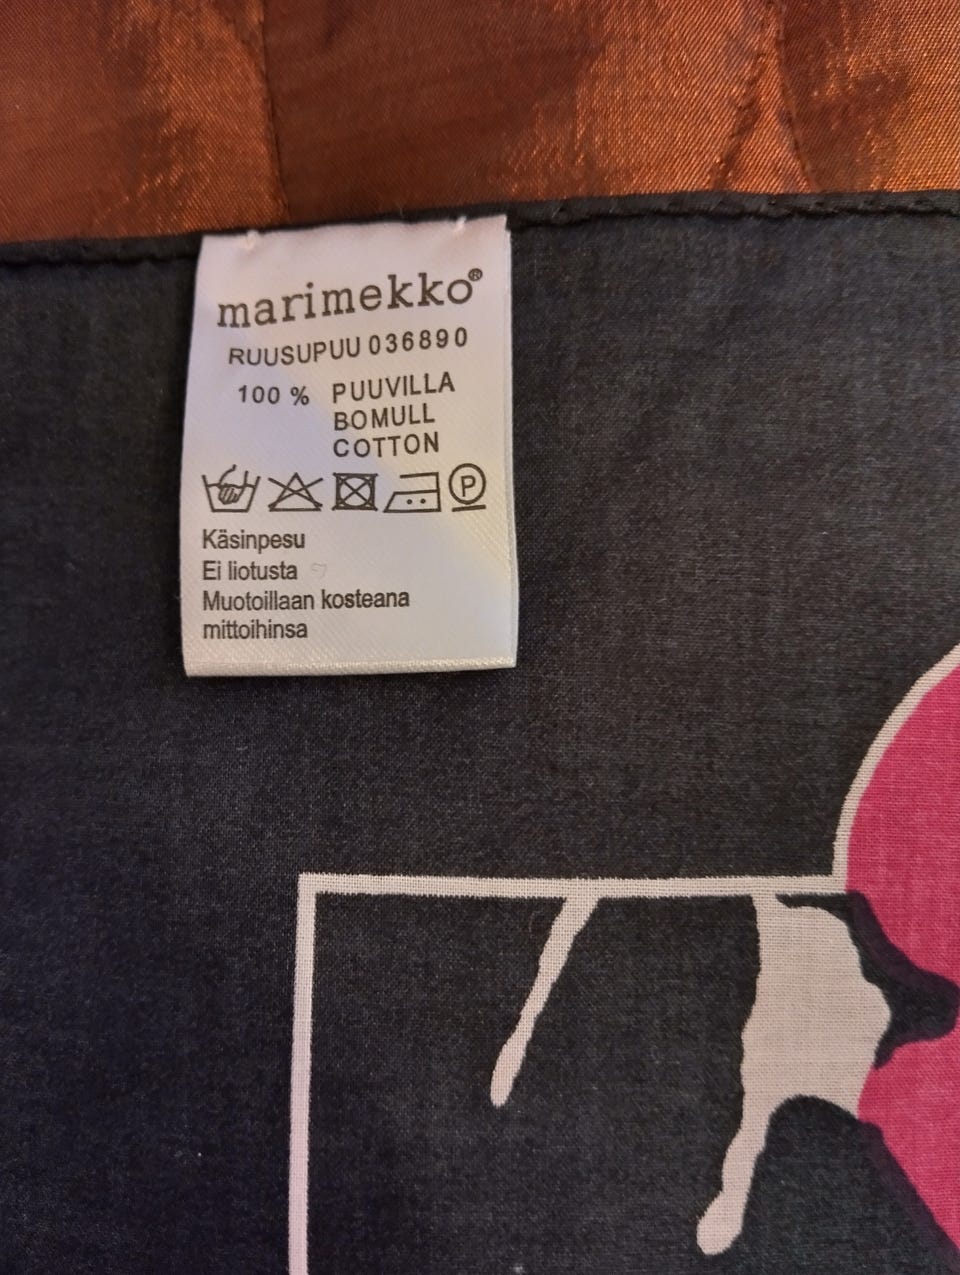 marimekko®
RUUSUPUU 036890
100 % PUUVILLA
BOMULL
COTTON
P
Käsinpesu
Ei liotusta
Muotoillaan kosteana
mittoihinsa